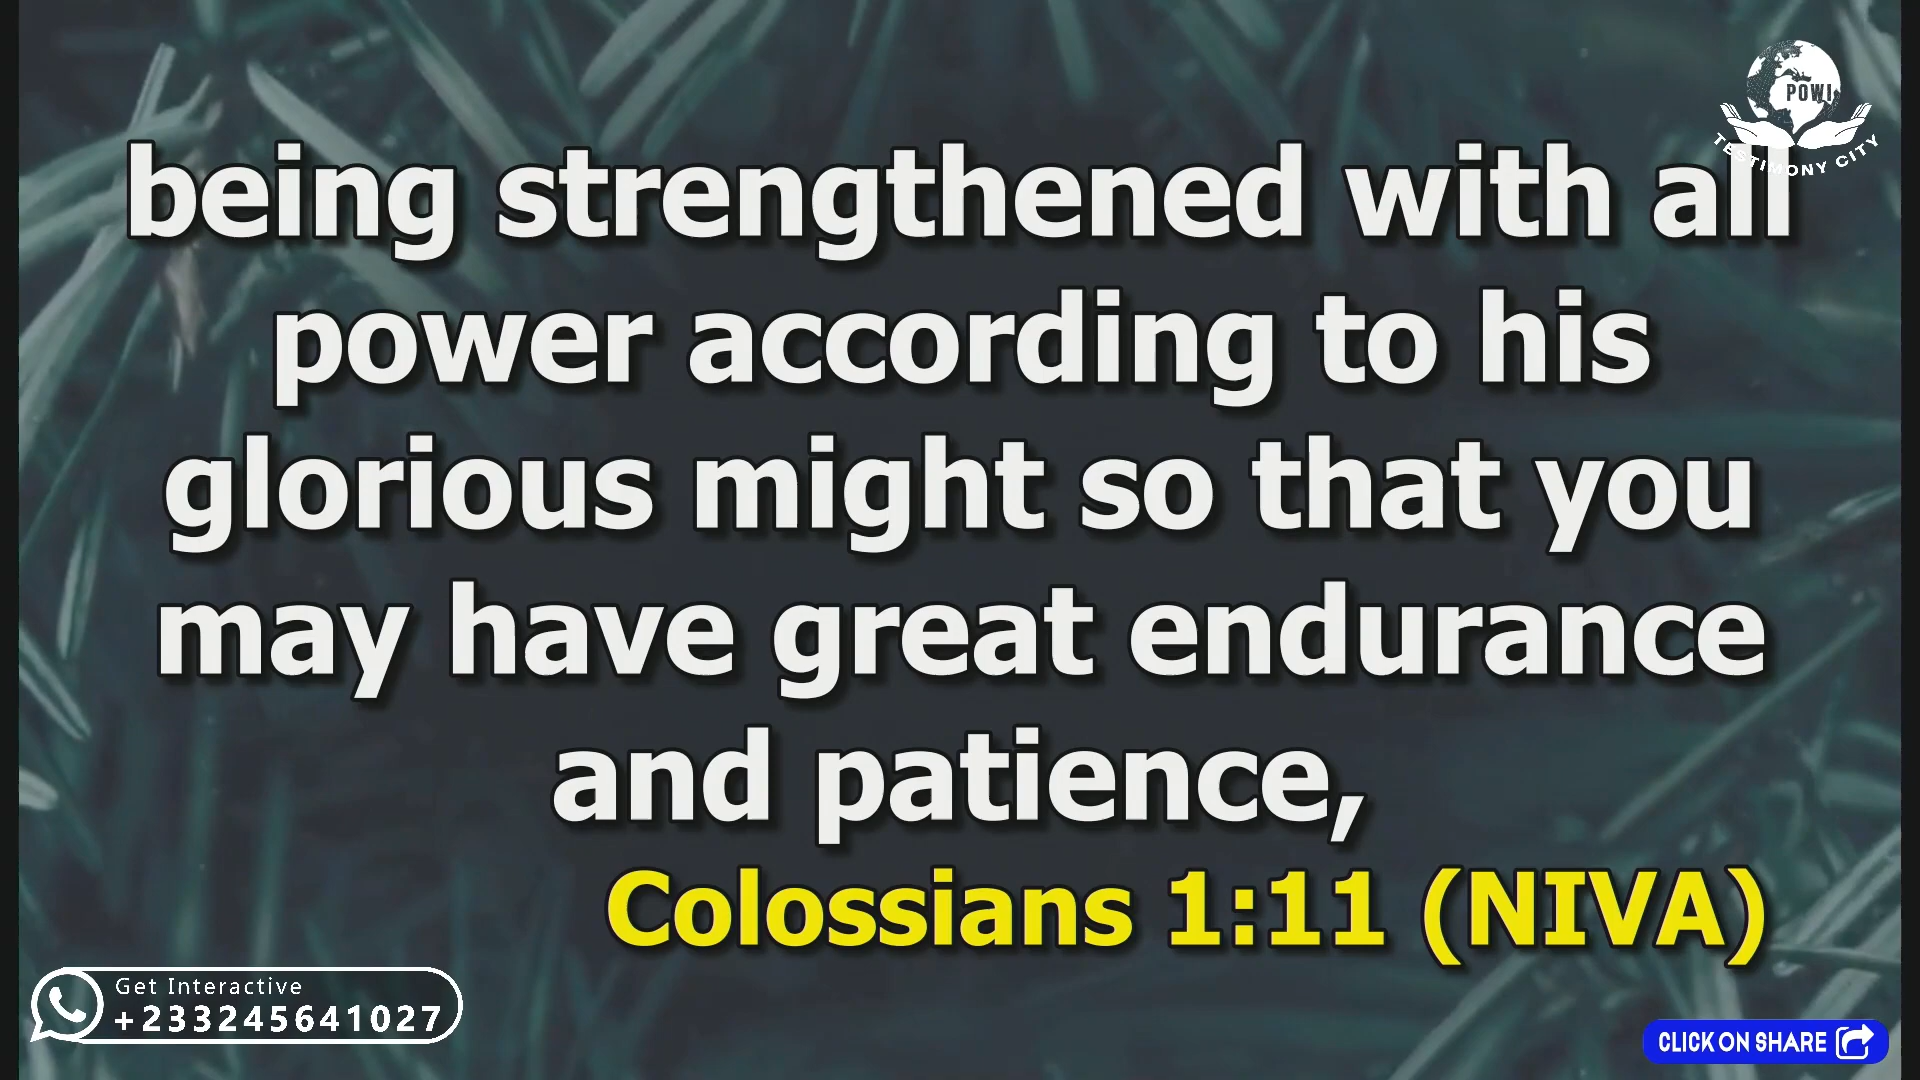 POWI
TESTIMONY CITY
being strengthened with all
power according to his
glorious might so that you
may have great endurance
and patience,
Colossians 1:11 (NIVA)
Get Interactive
+233245641027
CLICK ON SHARE